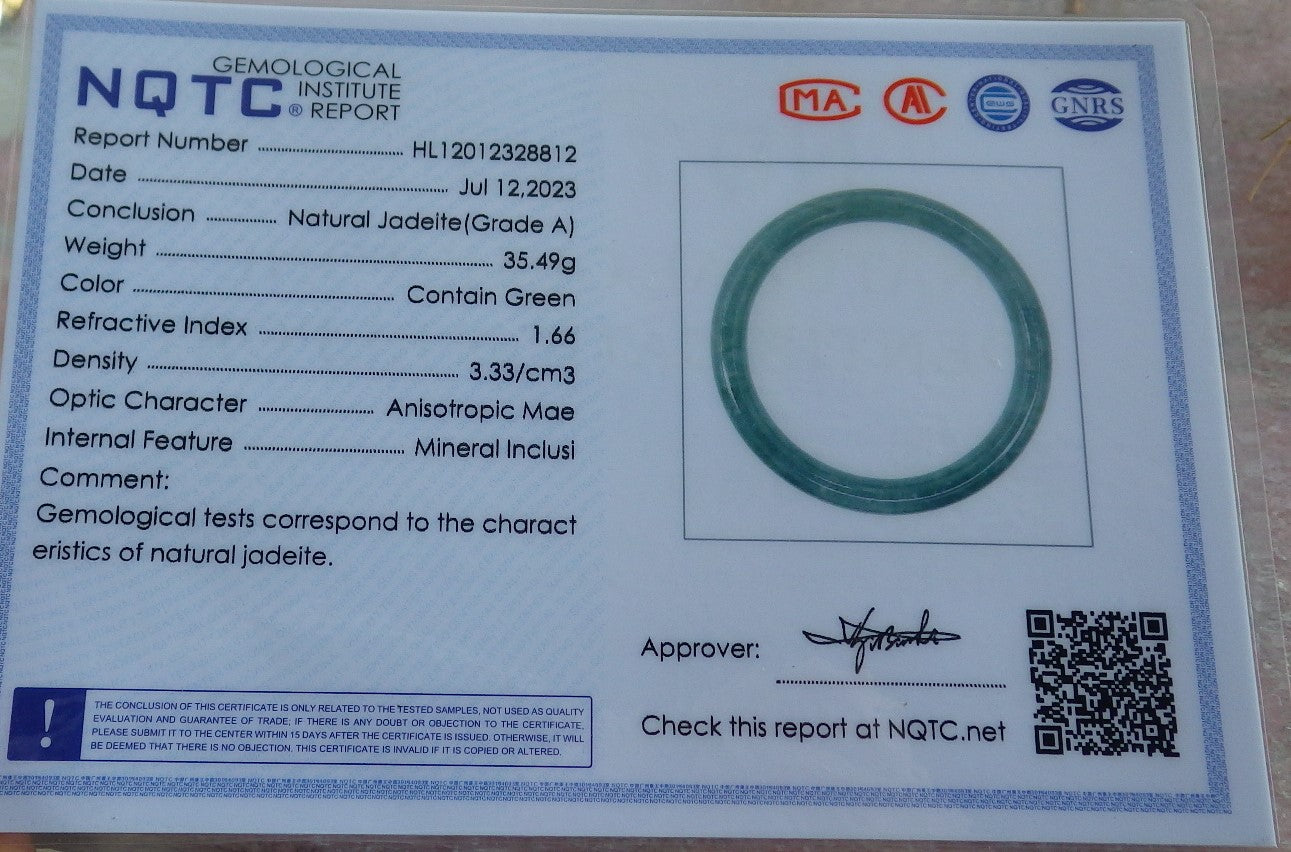 GEMOLOGICAL
NQTC® INSTITUTE
REPORT
Report Number ........ HL12012328812
Date ........ Jul 12,2023
Conclusion ........ Natural Jadeite(Grade A)
Weight ........ 35.49g
Color ........ Contain Green
Refractive Index ........ 1.66
Density ........ 3.33/cm3
Optic Character ........ Anisotropic Mae
Internal Feature ........ Mineral Inclusi
Comment:
Gemological tests correspond to the charact
eristics of natural jadeite.
! THE CONCLUSION OF THIS CERTIFICATE IS ONLY RELATED TO THE TESTED SAMPLES, NOT USED AS QUALITY
EVALUATION AND GUARANTEE OF TRADE; IF THERE IS ANY DOUBT OR OBJECTION TO THE CERTIFICATE,
PLEASE SUBMIT IT TO THE CENTER WITHIN 15 DAYS AFTER THE CERTIFICATE IS ISSUED. OTHERWISE, IT WILL
BE DEEMED THAT THERE IS NO OBJECTION. THIS CERTIFICATE IS INVALID IF IT IS COPIED OR ALTERED.
MA
GNRS
Approver:
Check this report at NQTC.net